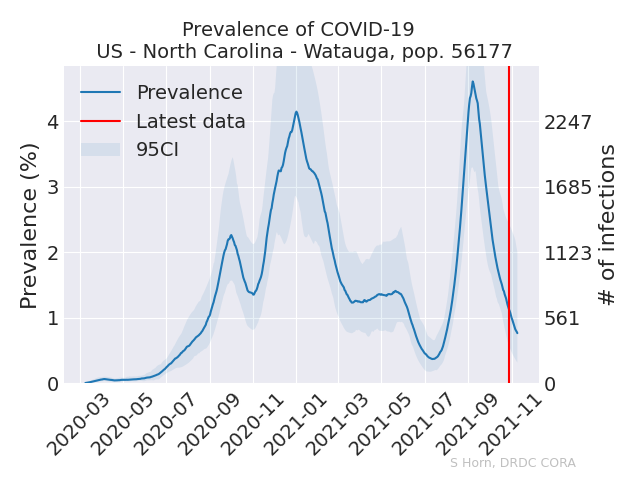 Prevalence of COVID-19
US - North Carolina - Watauga, pop. 56177
Prevalence
Latest data
95CI
Prevalence (%)
4
3
2
1
0
2247
1685
1123
561
0
# of infections
2020-03
2020-05
2020-07
2020-09
2020-11
2021-01
2021-03
2021-05
2021-07
2021-09
2021-11
S Horn, DRDC CORA